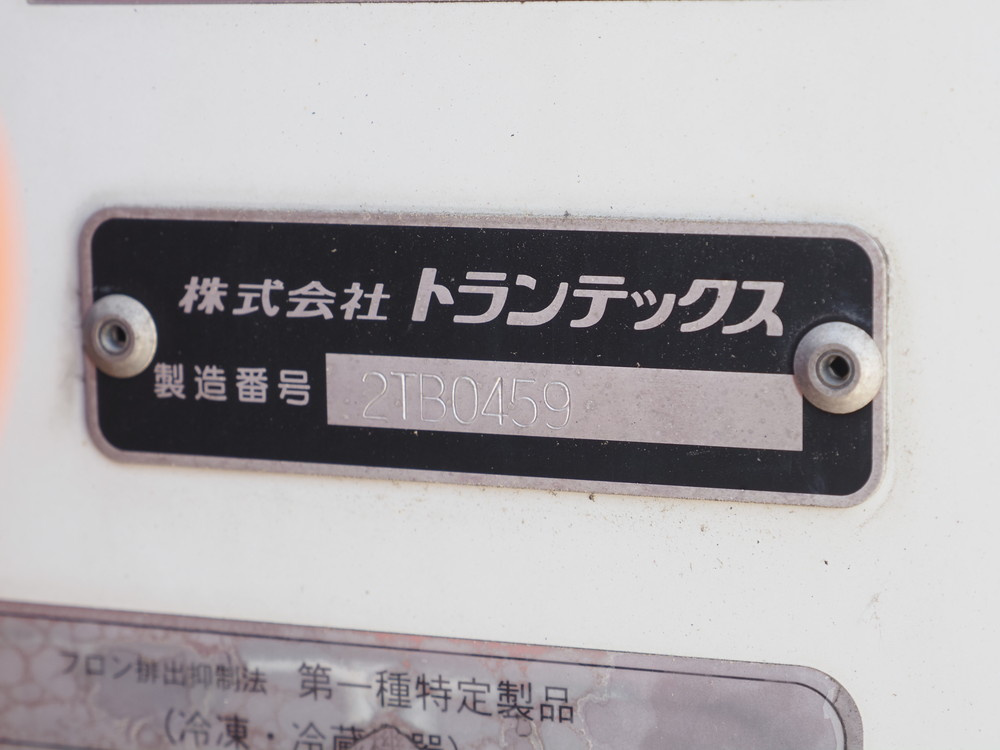 株式会社 トランテックス
製造番号 2TB0459
フロン排出抑制法 第一種特定製品
(冷凍・冷蔵 器)